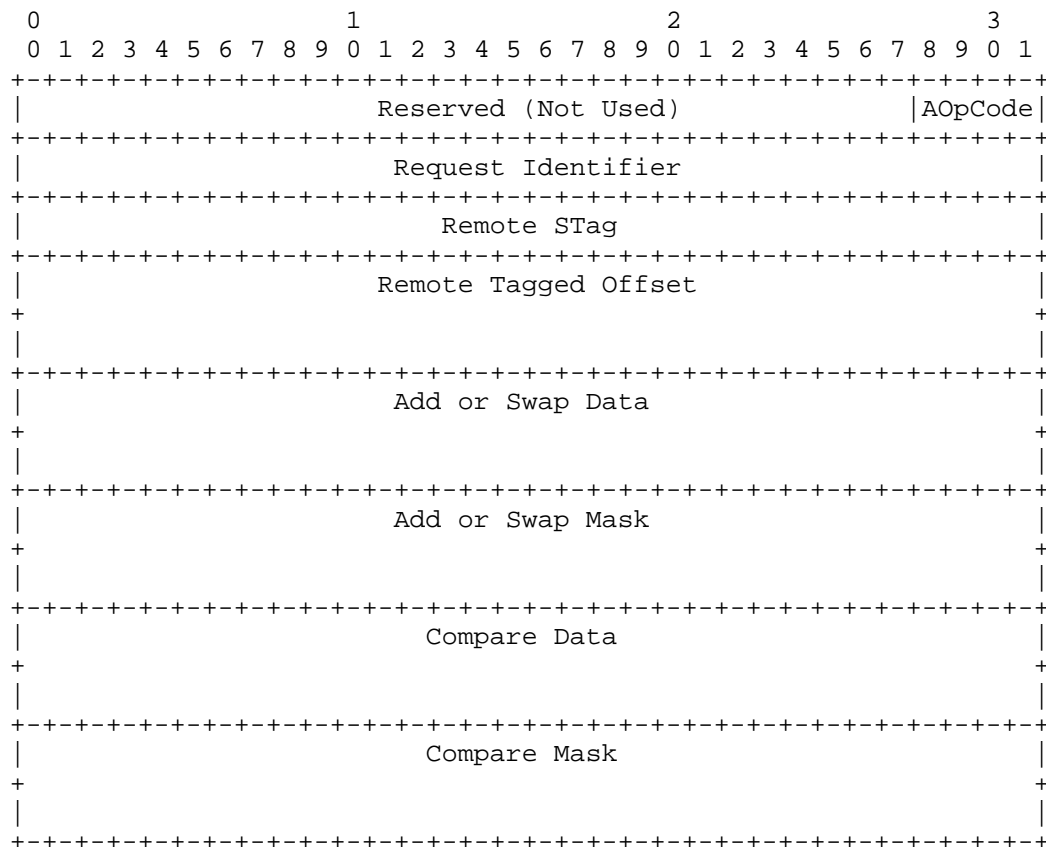 0                   1                   2                   3
0 1 2 3 4 5 6 7 8 9 0 1 2 3 4 5 6 7 8 9 0 1 2 3 4 5 6 7 8 9 0 1
+-+-+-+-+-+-+-+-+-+-+-+-+-+-+-+-+-+-+-+-+-+-+-+-+-+-+-+-+-+-+-+-+
|                      Reserved (Not Used)              |AOpCode|
+-+-+-+-+-+-+-+-+-+-+-+-+-+-+-+-+-+-+-+-+-+-+-+-+-+-+-+-+-+-+-+-+
|                       Request Identifier                      |
+-+-+-+-+-+-+-+-+-+-+-+-+-+-+-+-+-+-+-+-+-+-+-+-+-+-+-+-+-+-+-+-+
|                          Remote STag                          |
+-+-+-+-+-+-+-+-+-+-+-+-+-+-+-+-+-+-+-+-+-+-+-+-+-+-+-+-+-+-+-+-+
|                      Remote Tagged Offset                     |
+                                                               +
|                                                               |
+-+-+-+-+-+-+-+-+-+-+-+-+-+-+-+-+-+-+-+-+-+-+-+-+-+-+-+-+-+-+-+-+
|                       Add or Swap Data                        |
+                                                               +
|                                                               |
+-+-+-+-+-+-+-+-+-+-+-+-+-+-+-+-+-+-+-+-+-+-+-+-+-+-+-+-+-+-+-+-+
|                       Add or Swap Mask                        |
+                                                               +
|                                                               |
+-+-+-+-+-+-+-+-+-+-+-+-+-+-+-+-+-+-+-+-+-+-+-+-+-+-+-+-+-+-+-+-+
|                         Compare Data                          |
+                                                               +
|                                                               |
+-+-+-+-+-+-+-+-+-+-+-+-+-+-+-+-+-+-+-+-+-+-+-+-+-+-+-+-+-+-+-+-+
|                         Compare Mask                          |
+                                                               +
|                                                               |
+-+-+-+-+-+-+-+-+-+-+-+-+-+-+-+-+-+-+-+-+-+-+-+-+-+-+-+-+-+-+-+-+